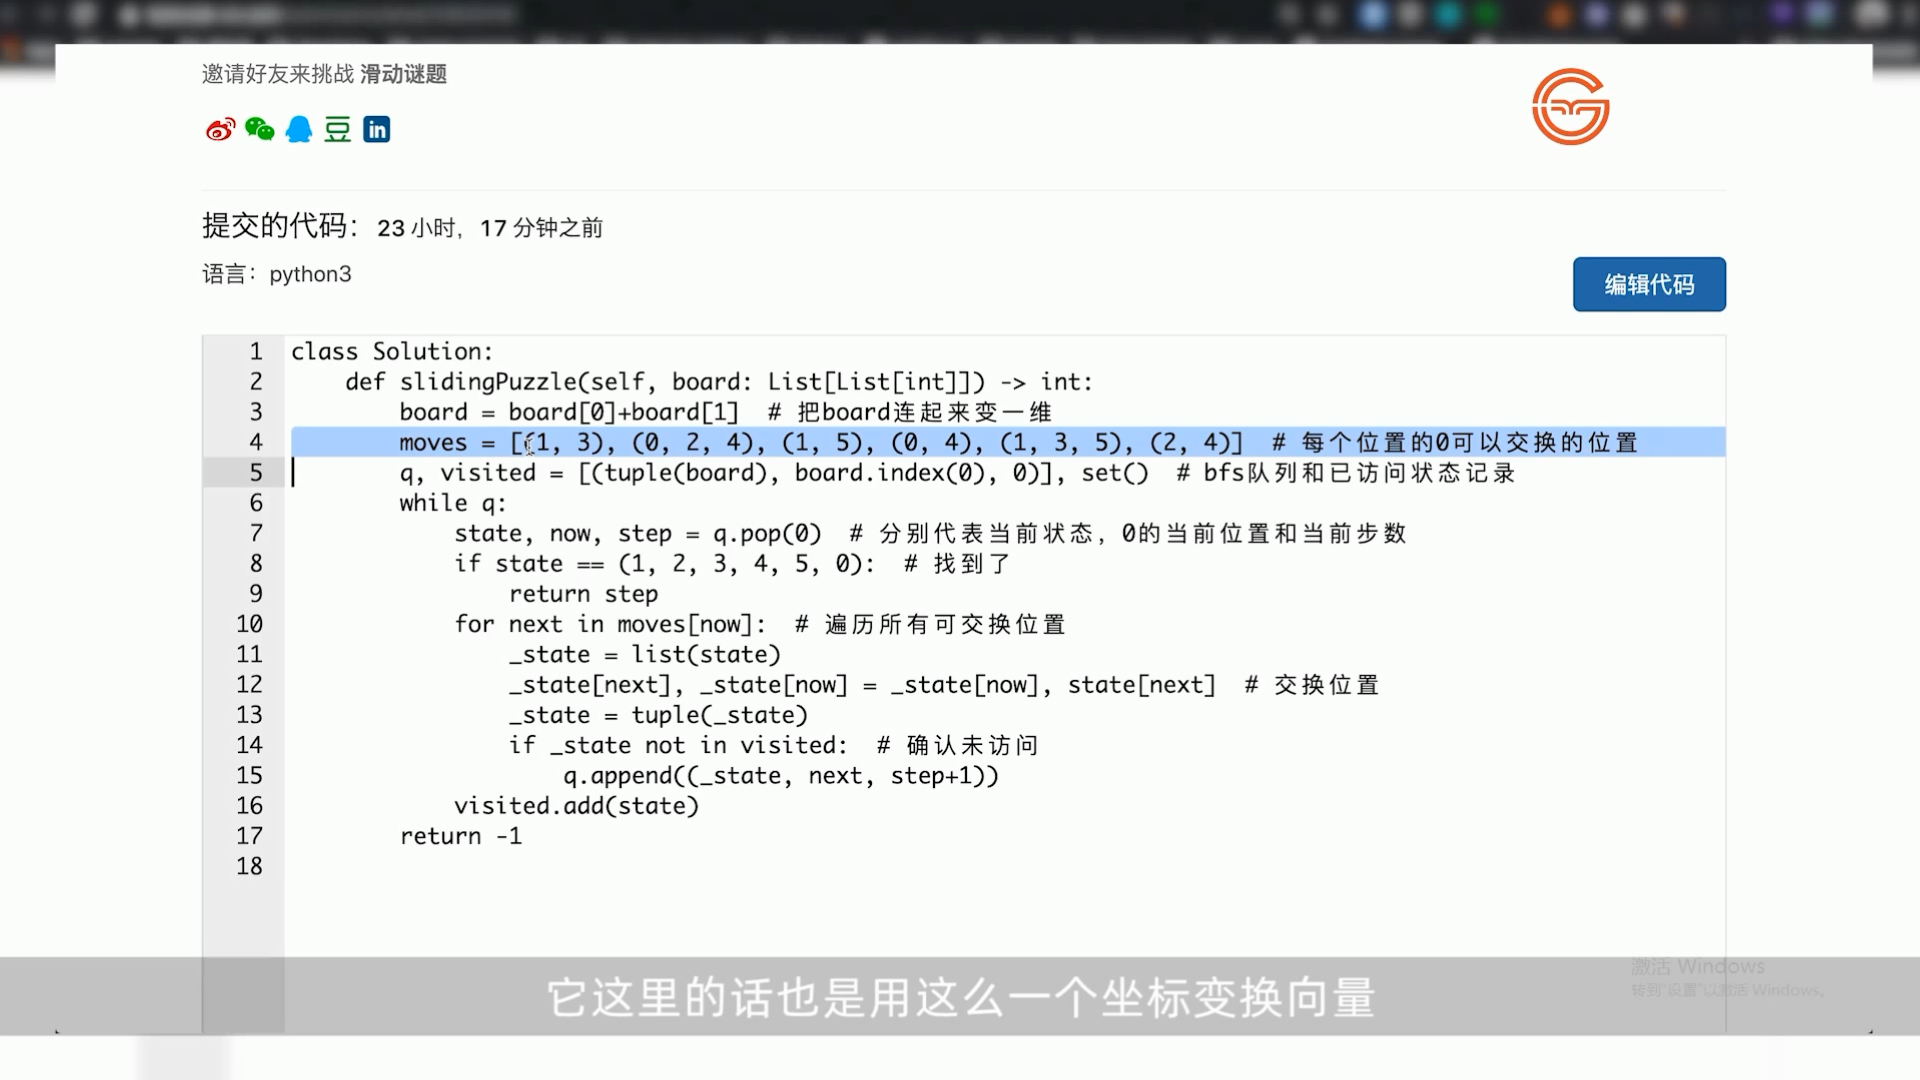 邀请好友来挑战 滑动谜题
提交的代码： 23 小时，17 分钟之前
语言：python3
编辑代码
1 class Solution:
2 def slidingPuzzle(self, board: List[List[int]]) -> int:
3 board = board[0]+board[1] # 把board连起来变一维
4 moves = [(1, 3), (0, 2, 4), (1, 5), (0, 4), (1, 3, 5), (2, 4)] # 每个位置的0可以交换的位置
5 q, visited = [(tuple(board), board.index(0), 0)], set() # bfs队列和已访问状态记录
6 while q:
7 state, now, step = q.pop(0) # 分别代表当前状态，0的当前位置和当前步数
8 if state == (1, 2, 3, 4, 5, 0): # 找到了
9 return step
10 for next in moves[now]: # 遍历所有可交换位置
11 _state = list(state)
12 _state[next], _state[now] = _state[now], state[next] # 交换位置
13 _state = tuple(_state)
14 if _state not in visited: # 确认未访问
15 q.append((_state, next, step+1))
16 visited.add(state)
17 return -1
18
激活 Windows
转到"设置"以激活 Windows。
它这里的话也是用这么一个坐标变换向量